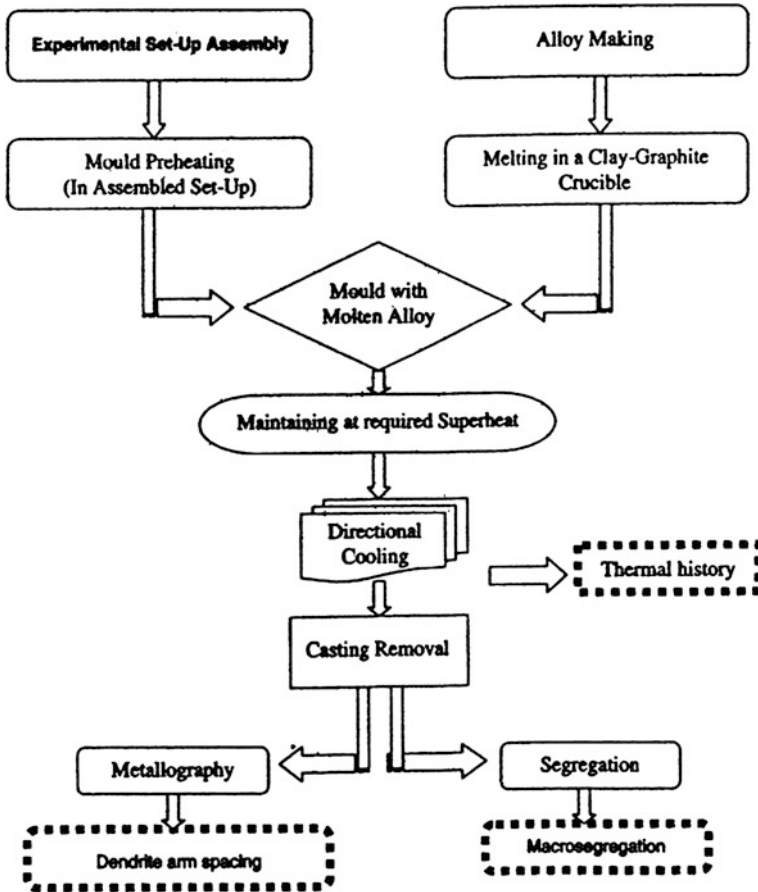 Experimental Set-Up Assembly
Alloy Making
Mould Preheating
(In Assembled Set-Up)
Melting in a Clay-Graphite
Crucible
Mould with
Molten Alloy
Maintaining at required Superheat
Directional
Cooling
Thermal history
Casting Removal
Metallography
Segregation
Dendrite arm spacing
Macrosegregation